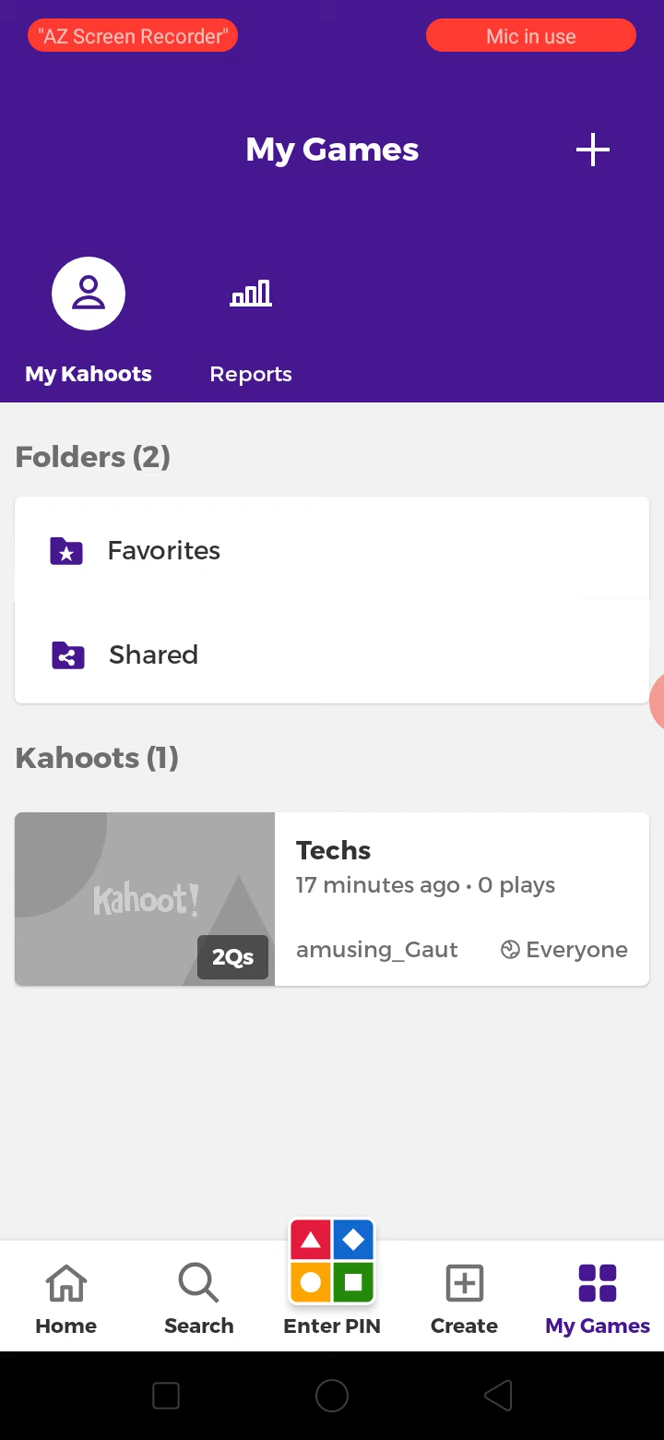 "AZ Screen Recorder" Mic in use
My Games
My Kahoots Reports
Folders (2)
Favorites
Shared
Kahoots (1)
Techs
17 minutes ago • 0 plays
Kahoot!
amusing_Gaut Everyone
2Qs
Home Search Enter PIN Create My Games